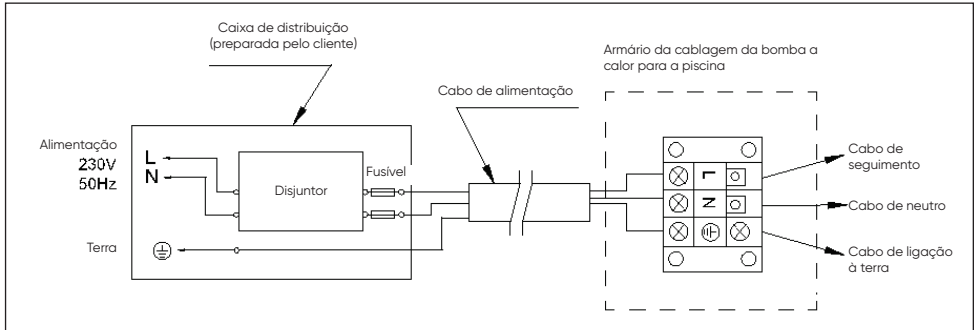 Caixa de distribuição
(preparada pelo cliente)
Armário da cablagem da bomba a
calor para a piscina
Cabo de alimentação
Alimentação
230V
50Hz
L
N
Disjuntor
Fusível
Terra
L
N
Cabo de
seguimento
Cabo de neutro
Cabo de ligação
à terra